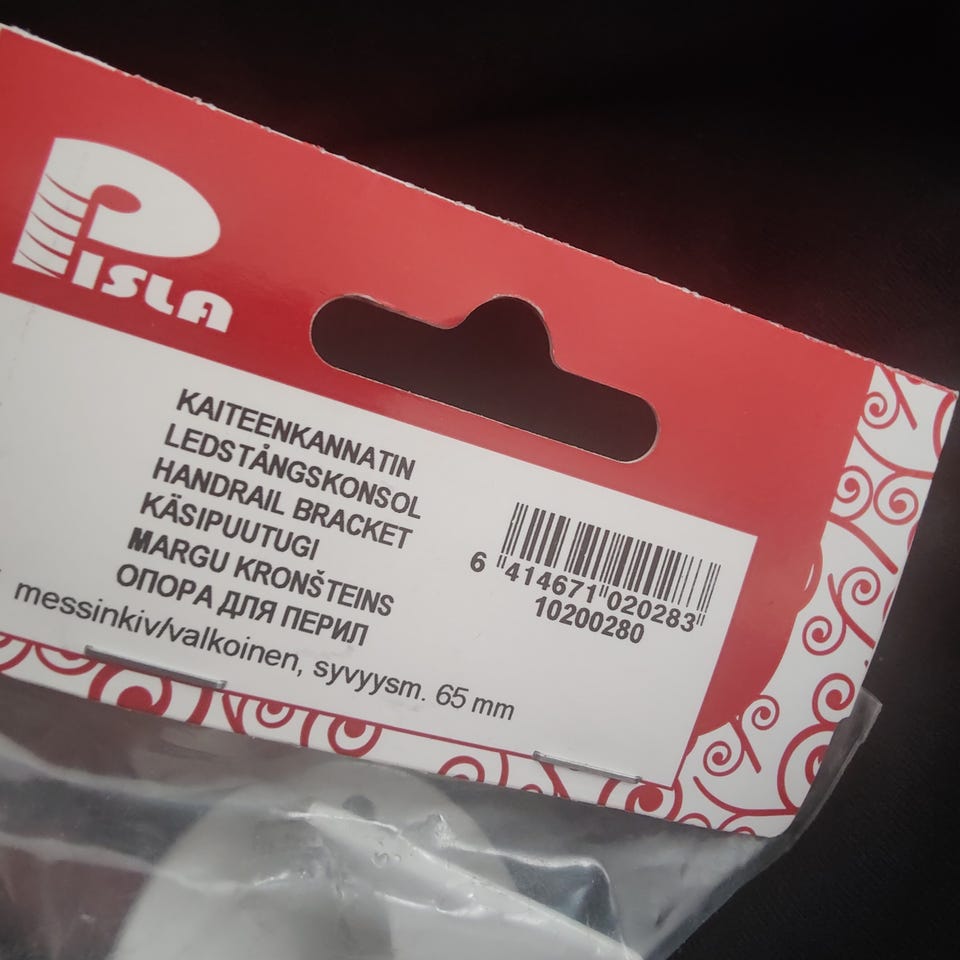 PISLA
KAITEENKANNATIN
LEDSTÅNGSKONSOL
HANDRAIL BRACKET
KÄSIPUUTUGI
MARGU KRONŠTEINS
ОПОРА ДЛЯ ПЕРИЛ
messinkiv/valkoinen, syvyysm. 65 mm
6 "414671"020283"
10200280